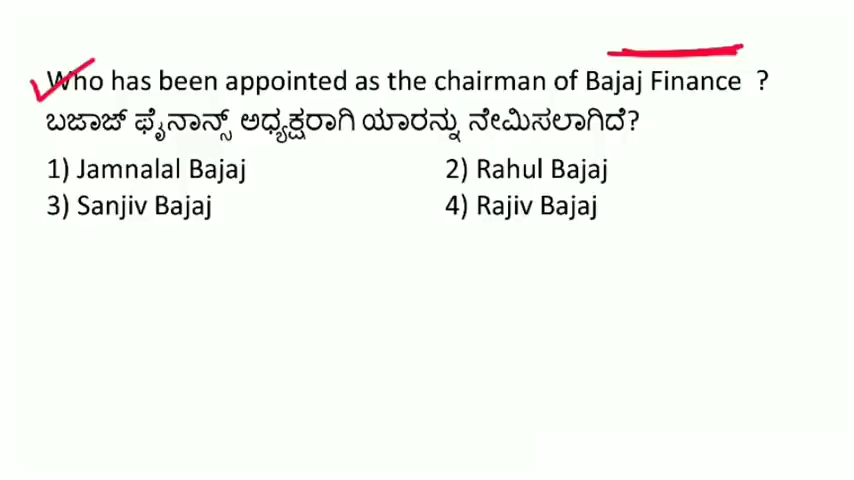 Who has been appointed as the chairman of Bajaj Finance ?
ಬಜಾಜ್ ಫೈನಾನ್ಸ್ ಅಧ್ಯಕ್ಷರಾಗಿ ಯಾರನ್ನು ನೇಮಿಸಲಾಗಿದೆ?
1) Jamnalal Bajaj 2) Rahul Bajaj
3) Sanjiv Bajaj 4) Rajiv Bajaj